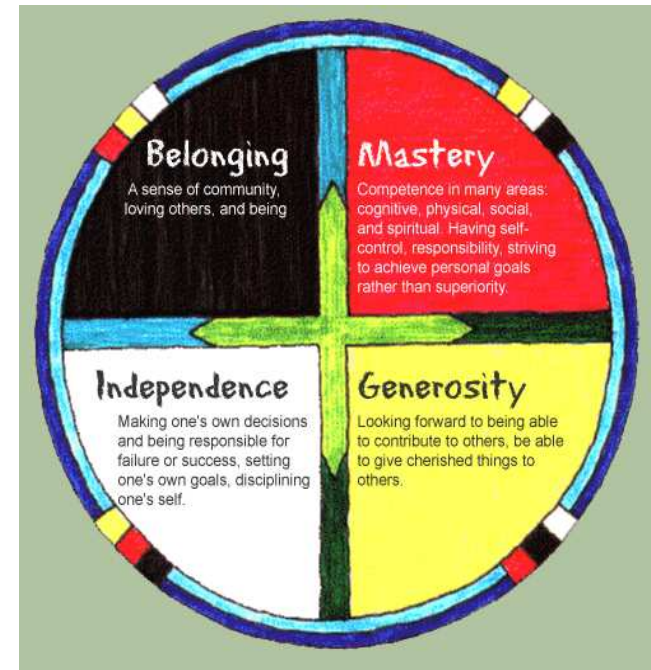 Belonging
A sense of community,
loving others, and being
Mastery
Competence in many areas:
cognitive, physical, social,
and spiritual. Having self-
control, responsibility, striving
to achieve personal goals
rather than superiority.
Independence
Making one's own decisions
and being responsible for
failure or success, setting
one's own goals, disciplining
one's self.
Generosity
Looking forward to being able
to contribute to others, be able
to give cherished things to
others.